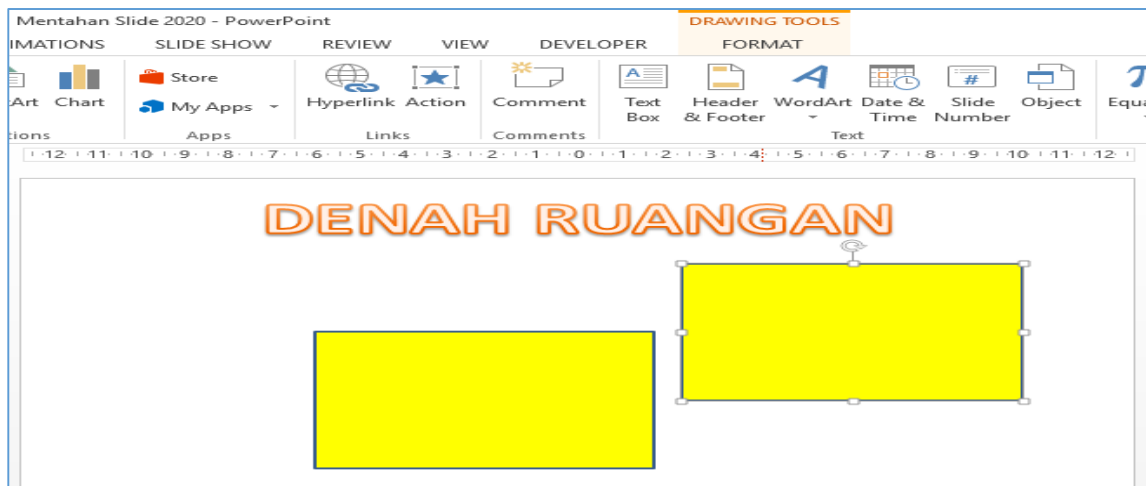 Mentahan Slide 2020 - PowerPoint DRAWING TOOLS
IMATIONS SLIDE SHOW REVIEW VIEW DEVELOPER FORMAT
Store
Art Chart My Apps Hyperlink Action Comment Text Box Header & Footer WordArt Date & Time Slide Number Object Equa
tions Apps Links Comments Text
12 11 10 9 8 7 6 5 4 3 2 1 0 1 2 3 4 5 6 7 8 9 10 11 12
DENAH RUANGAN